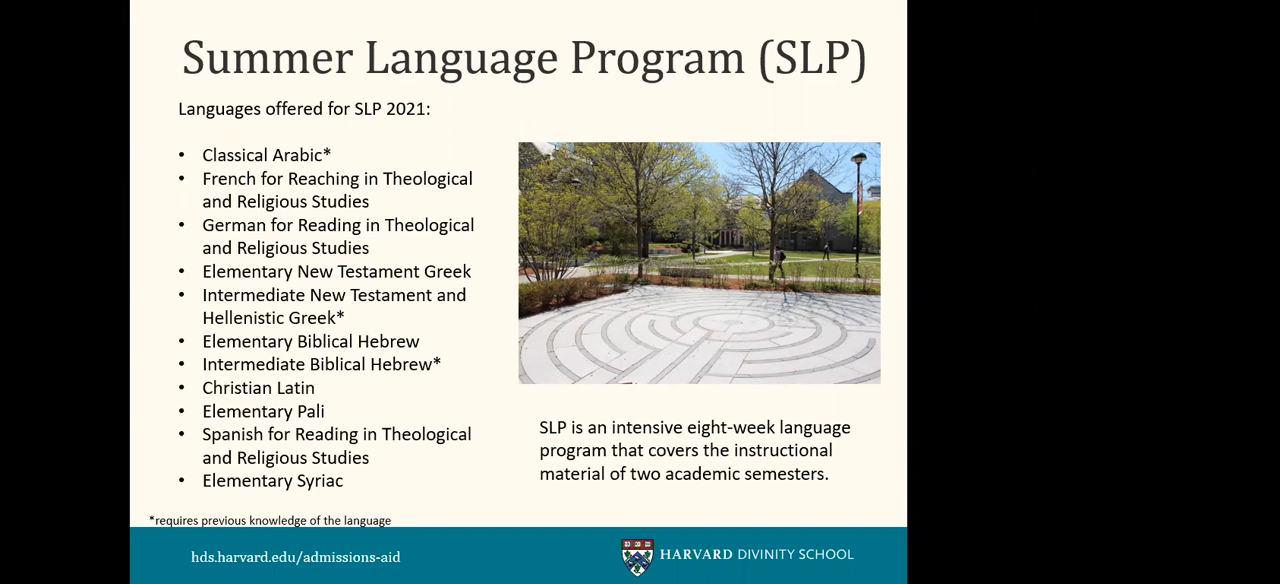 Summer Language Program (SLP)
Languages offered for SLP 2021:
• Classical Arabic*
• French for Reaching in Theological
and Religious Studies
• German for Reading in Theological
and Religious Studies
• Elementary New Testament Greek
• Intermediate New Testament and
Hellenistic Greek*
• Elementary Biblical Hebrew
• Intermediate Biblical Hebrew*
• Christian Latin
• Elementary Pali
• Spanish for Reading in Theological
and Religious Studies
• Elementary Syriac
*requires previous knowledge of the language
SLP is an intensive eight-week language
program that covers the instructional
material of two academic semesters.
hds.harvard.edu/admissions-aid
HARVARD DIVINITY SCHOOL